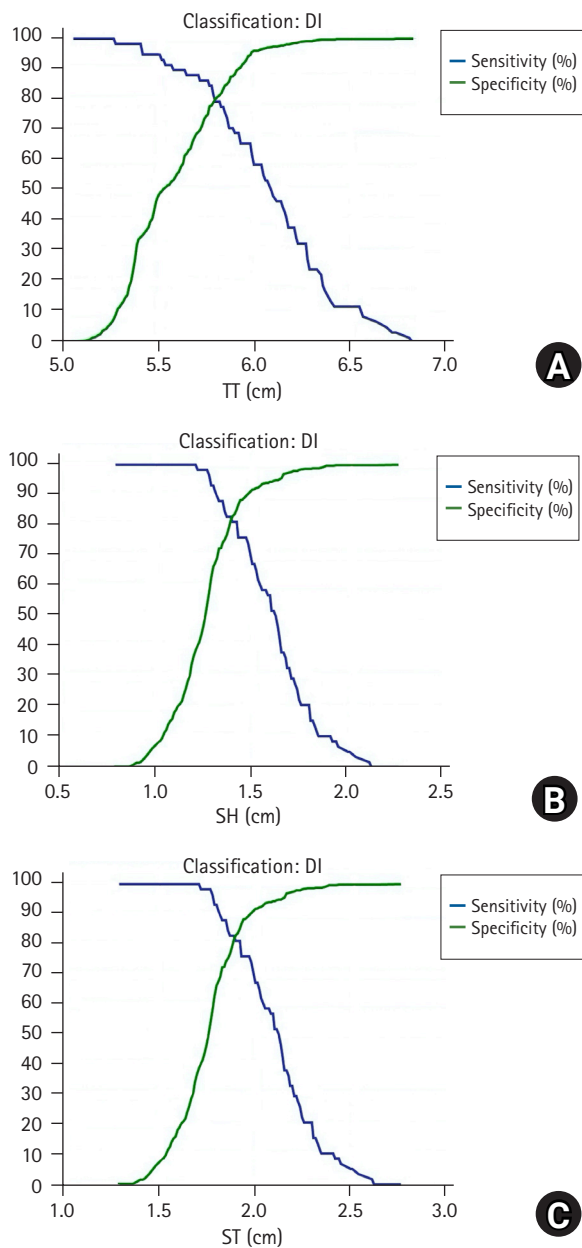 Classification: DI
100
90
80
70
60
50
40
30
20
10
0
5.0 5.5 6.0 6.5 7.0
TT (cm)
Sensitivity (%)
Specificity (%)
A
Classification: DI
100
90
80
70
60
50
40
30
20
10
0
0.5 1.0 1.5 2.0 2.5
SH (cm)
Sensitivity (%)
Specificity (%)
B
Classification: DI
100
90
80
70
60
50
40
30
20
10
0
1.0 1.5 2.0 2.5 3.0
ST (cm)
Sensitivity (%)
Specificity (%)
C